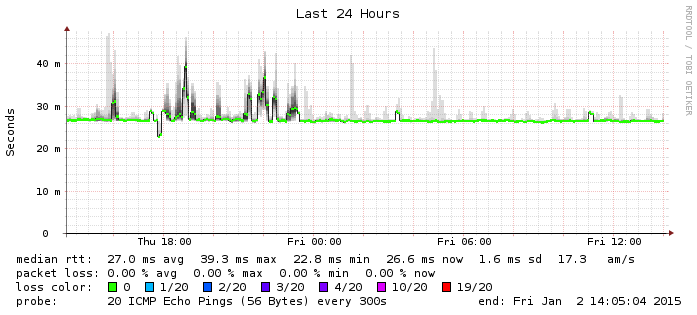 Last 24 Hours
RRDTOOL / TOBI OETIKER
Seconds
40 m
30 m
20 m
10 m
0
Thu 18:00 Fri 00:00 Fri 06:00 Fri 12:00
median rtt: 27.0 ms avg 39.3 ms max 22.8 ms min 26.6 ms now 1.6 ms sd 17.3 am/s
packet loss: 0.00 % avg 0.00 % max 0.00 % min 0.00 % now
loss color: 0 1/20 2/20 3/20 4/20 10/20 19/20
probe: 20 ICMP Echo Pings (56 Bytes) every 300s end: Fri Jan 2 14:05:04 2015